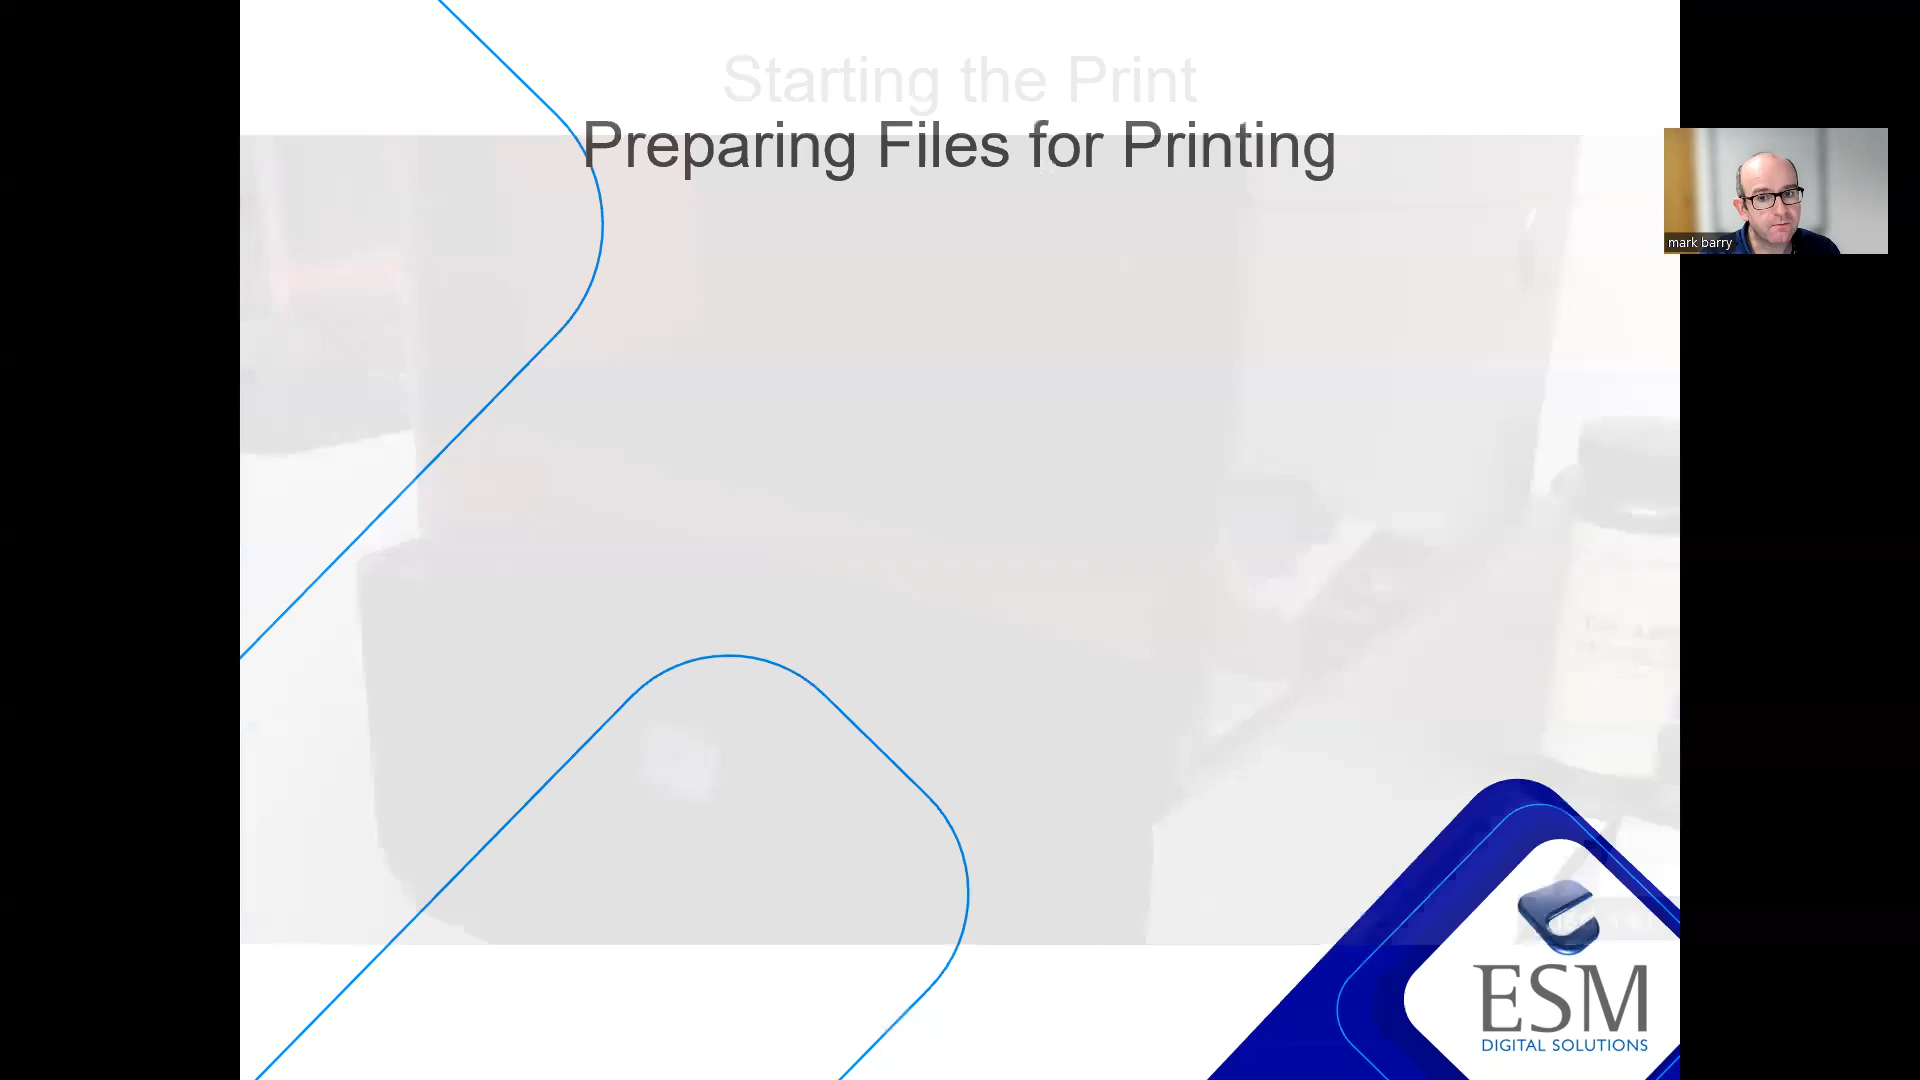 Starting the Print
Preparing Files for Printing
mark barry
ESM
DIGITAL SOLUTIONS